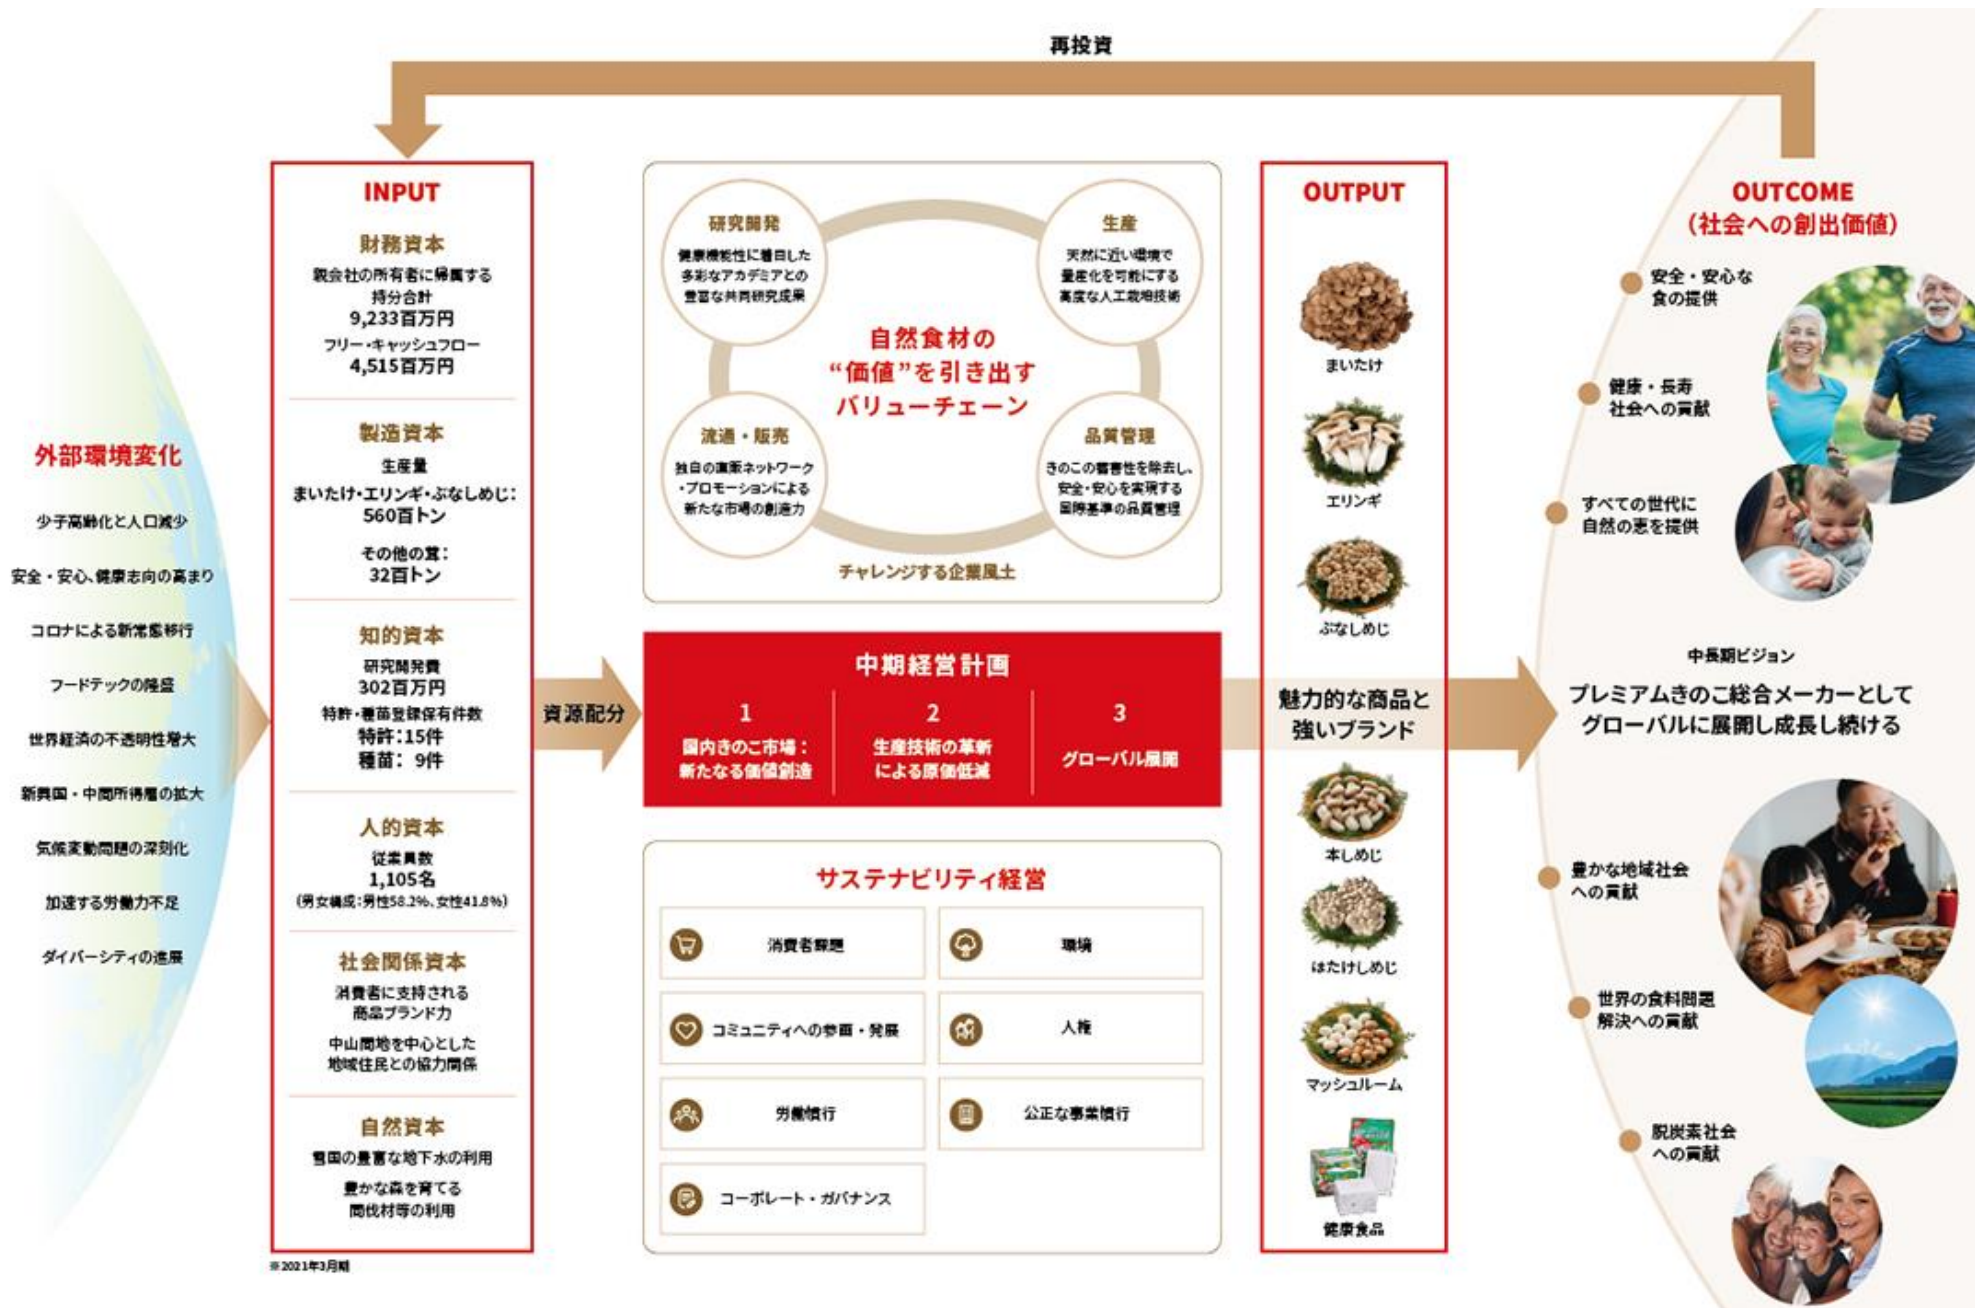 再投資
外部環境変化
少子高齢化と人口減少
安全・安心、健康志向の高まり
コロナによる新常態移行
フードテックの隆盛
世界経済の不透明性増大
新興国・中間所得層の拡大
気候変動問題の深刻化
加速する労働力不足
ダイバーシティの進展
INPUT
財務資本
親会社の所有者に帰属する
持分合計
9,233百万円
フリー・キャッシュフロー
4,515百万円
製造資本
生産量
まいたけ・エリンギ・ぶなしめじ：
560百トン
その他の茸：
32百トン
知的資本
研究開発費
302百万円
特許・種苗登録保有件数
特許：15件
種苗： 9件
人的資本
従業員数
1,105名
(男女構成：男性58.2%、女性41.8%)
社会関係資本
消費者に支持される
商品ブランド力
中山間地を中心とした
地域住民との協力関係
自然資本
雪国の豊富な地下水の利用
豊かな森を育てる
間伐材等の利用
※2021年3月期
資源配分
研究開発
健康機能性に着目した
多彩なアカデミアとの
豊富な共同研究成果
生産
天然に近い環境で
量産化を可能にする
高度な人工栽培技術
自然食材の
“価値”を引き出す
バリューチェーン
流通・販売
独自の直販ネットワーク
・プロモーションによる
新たな市場の創造力
品質管理
きのこの有害性を除去し、
安全・安心を実現する
国際基準の品質管理
チャレンジする企業風土
中期経営計画
1
国内きのこ市場：
新たなる価値創造
2
生産技術の革新
による原価低減
3
グローバル展開
サステナビリティ経営
消費者課題
環境
コミュニティへの参画・発展
人権
労働慣行
公正な事業慣行
コーポレート・ガバナンス
OUTPUT
まいたけ
エリンギ
ぶなしめじ
魅力的な商品と
強いブランド
本しめじ
はたけしめじ
マッシュルーム
健康食品
OUTCOME
（社会への創出価値）
安全・安心な
食の提供
健康・長寿
社会への貢献
すべての世代に
自然の恵を提供
中長期ビジョン
プレミアムきのこ総合メーカーとして
グローバルに展開し成長し続ける
豊かな地域社会
への貢献
世界の食料問題
解決への貢献
脱炭素社会
への貢献